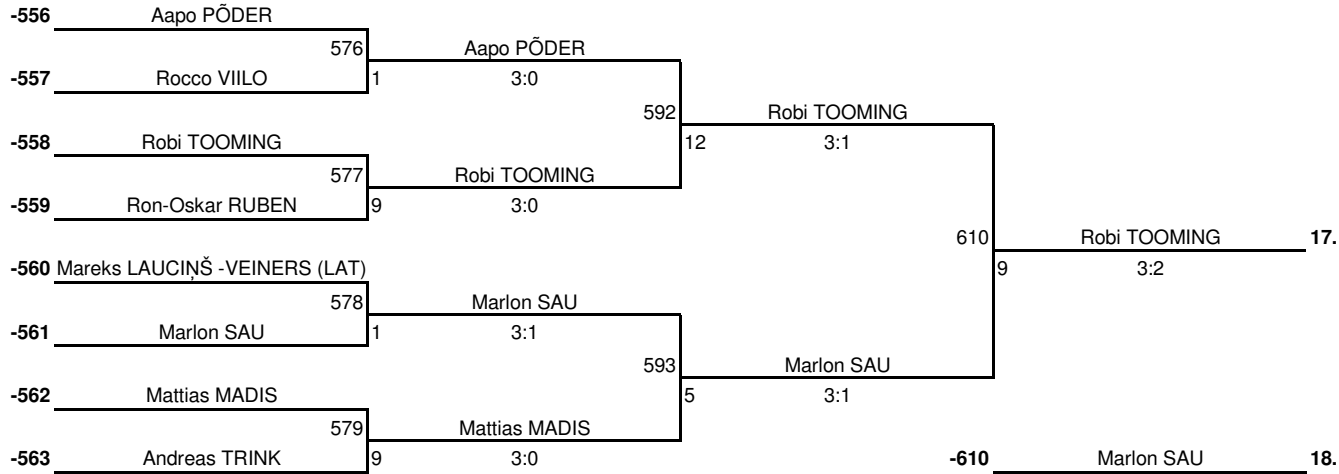 -556 Aapo PÕDER
576 Aapo PÕDER
-557 Rocco VIILO 1 3:0
592 Robi TOOMING
-558 Robi TOOMING 12 3:1
577 Robi TOOMING
-559 Ron-Oskar RUBEN 9 3:0
610 Robi TOOMING 17.
-560 Mareks LAUCIŅŠ -VEINERS (LAT) 9 3:2
578 Marlon SAU
-561 Marlon SAU 1 3:1
593 Marlon SAU
-562 Mattias MADIS 5 3:1
579 Mattias MADIS
-563 Andreas TRINK 9 3:0 -610 Marlon SAU 18.